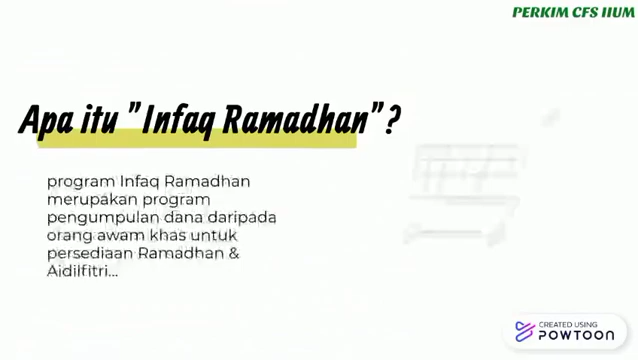 PERKIM CFS IIUM
Apa itu "Infaq Ramadhan"?
program Infaq Ramadhan
merupakan program
pengumpulan dana daripada
orang awam khas untuk
persediaan Ramadhan &
Aidilfitri...
CREATED USING
POWTOON